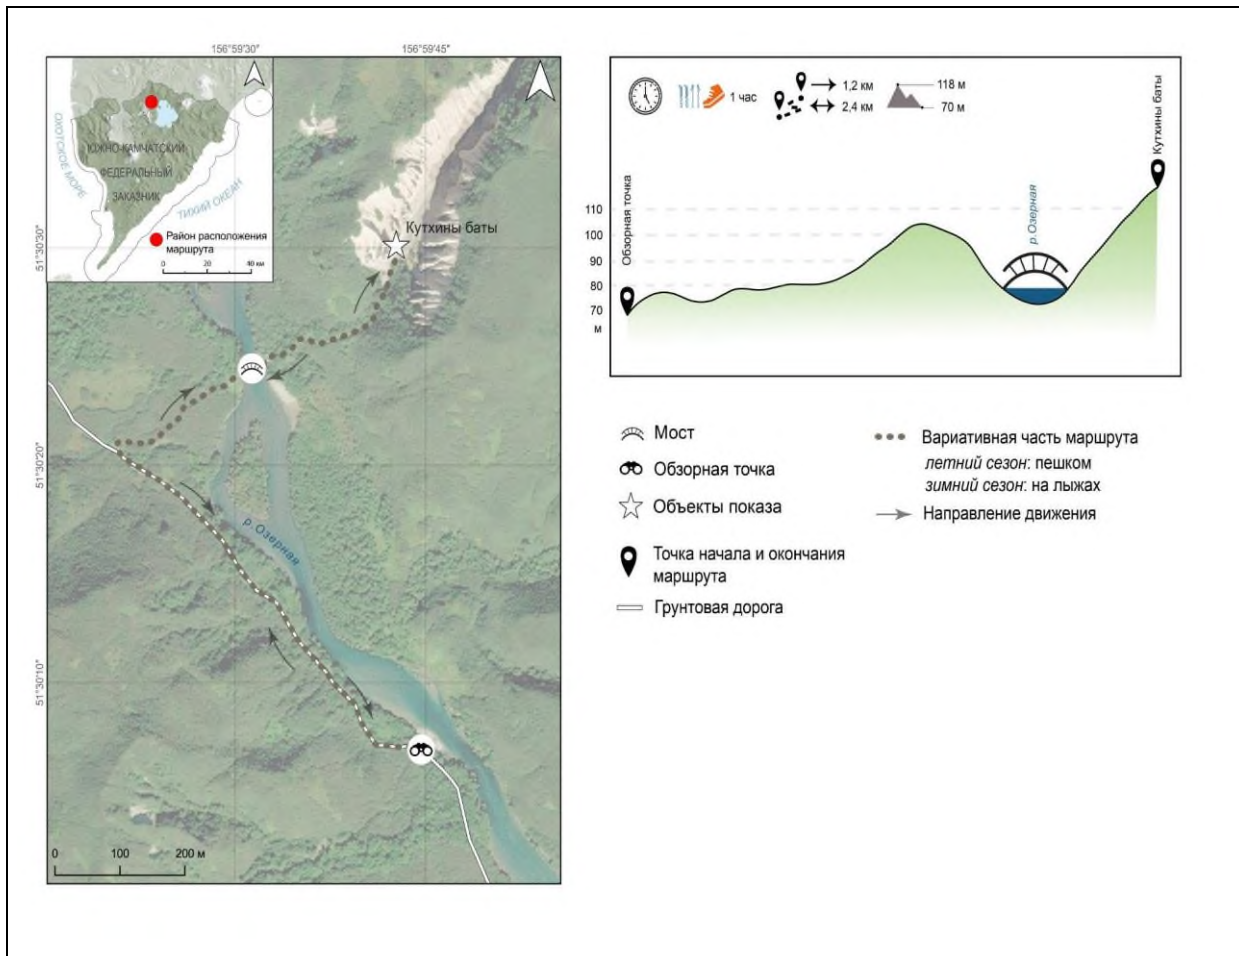 156°59'30"
156°59'45"
51°30'30"
51°30'20"
51°30'10"
ОХОТСКОЕ МОРЕ
ЮЖНО-КАМЧАТСКИЙ
ФЕДЕРАЛЬНЫЙ
ЗАКАЗНИК
ТИХИЙ ОКЕАН
Район расположения
маршрута
0 20 40 км
Кутхины баты
р. Озерная
0 100 200 м
1 час
1,2 км
2,4 км
118 м
70 м
Обзорная точка
р.Озерная
Кутхины баты
110
100
90
80
70
м
Мост
Обзорная точка
Объекты показа
Точка начала и окончания
маршрута
Грунтовая дорога
Вариативная часть маршрута
летний сезон: пешком
зимний сезон: на лыжах
Направление движения